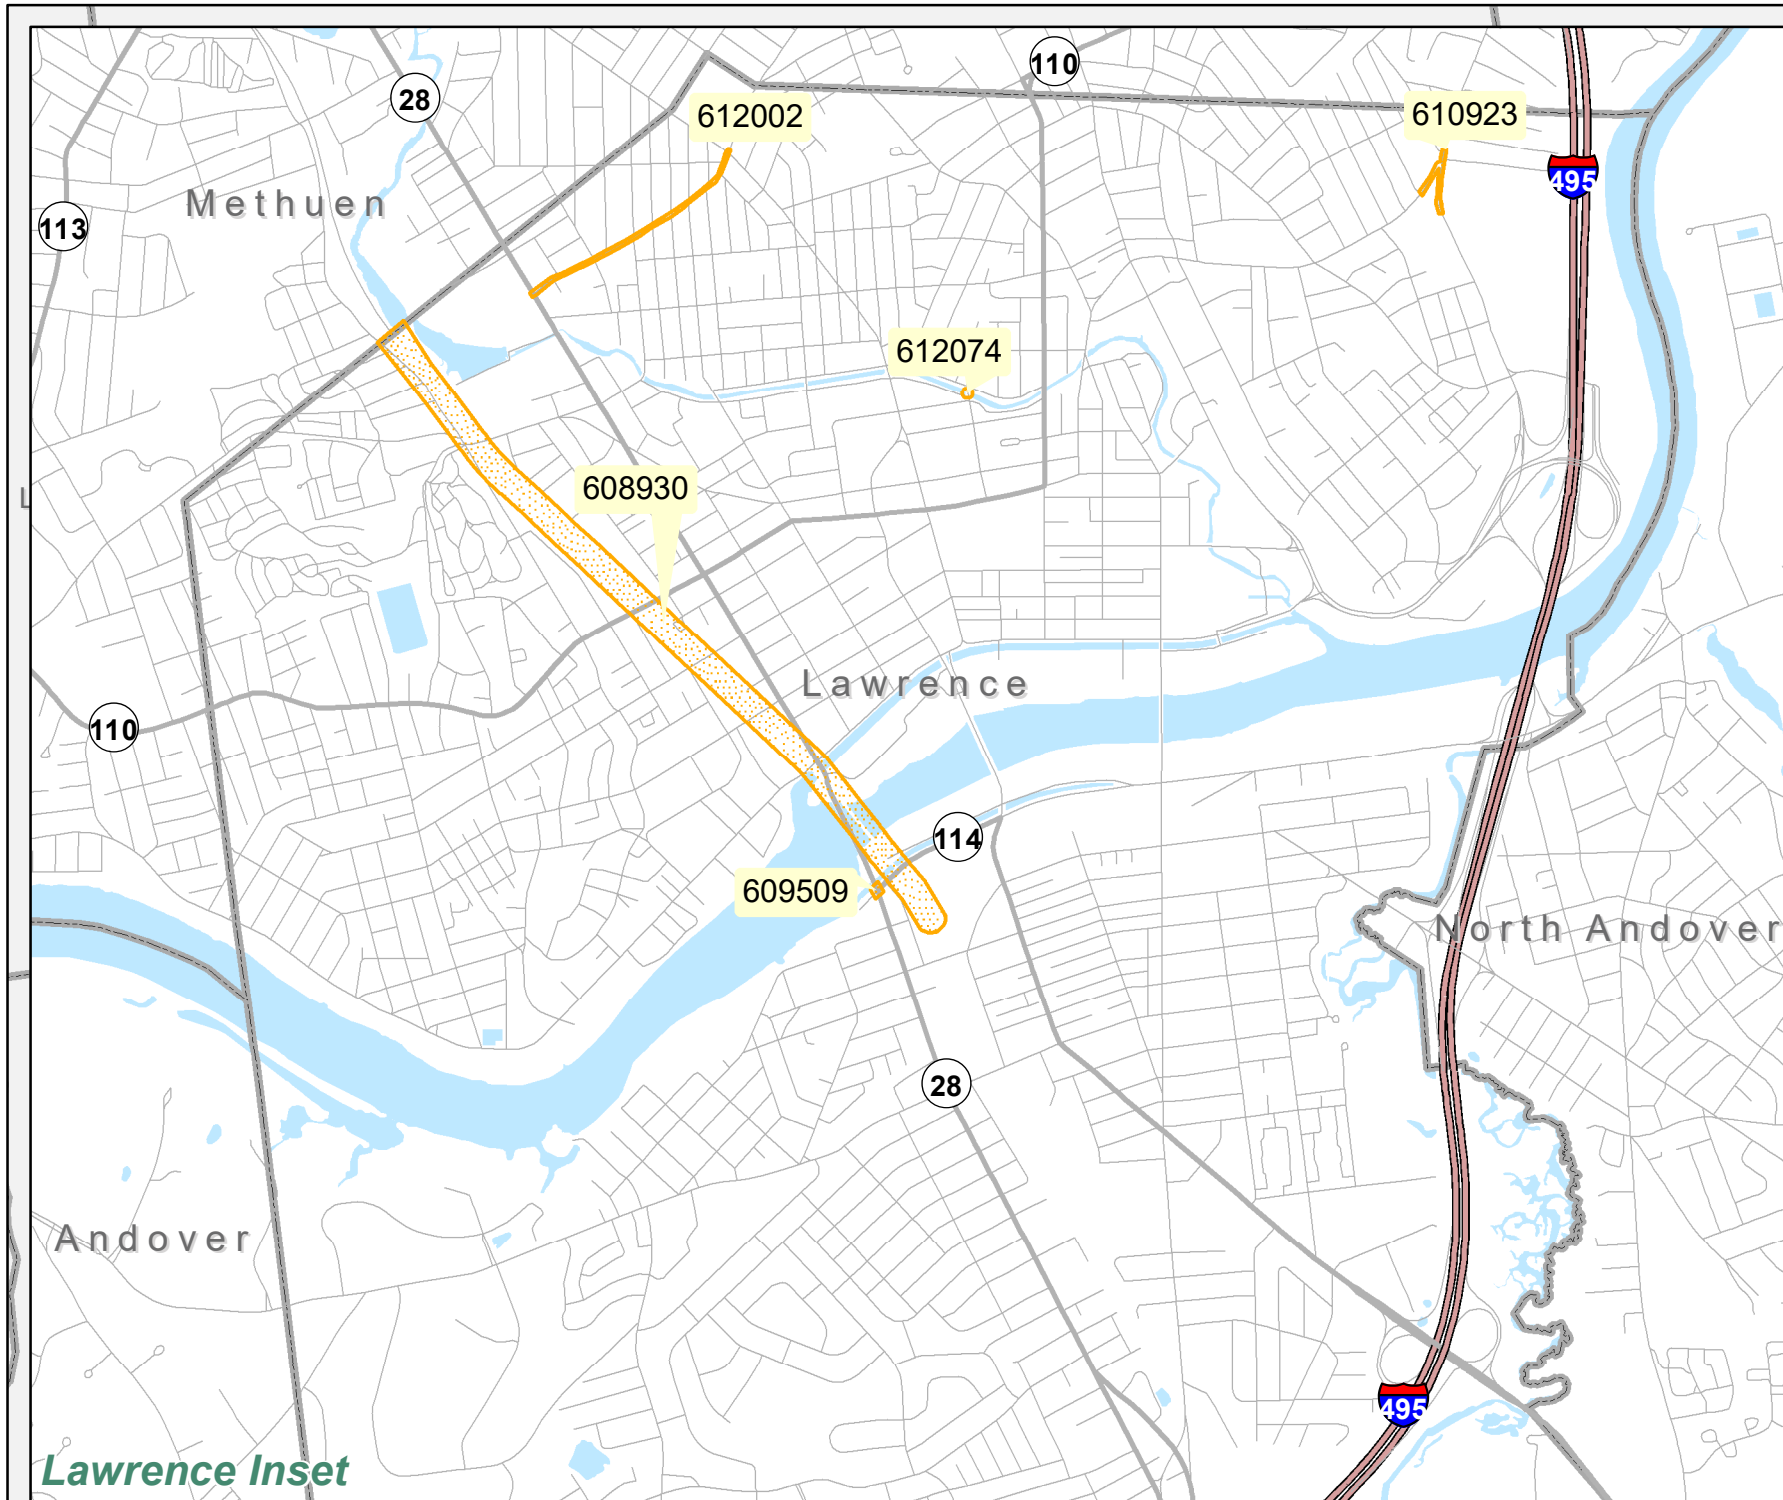 110
28
612002
610923
495
Methuen
113
612074
L
608930
Lawrence
110
114
609509
North Andover
28
Andover
495
Lawrence Inset